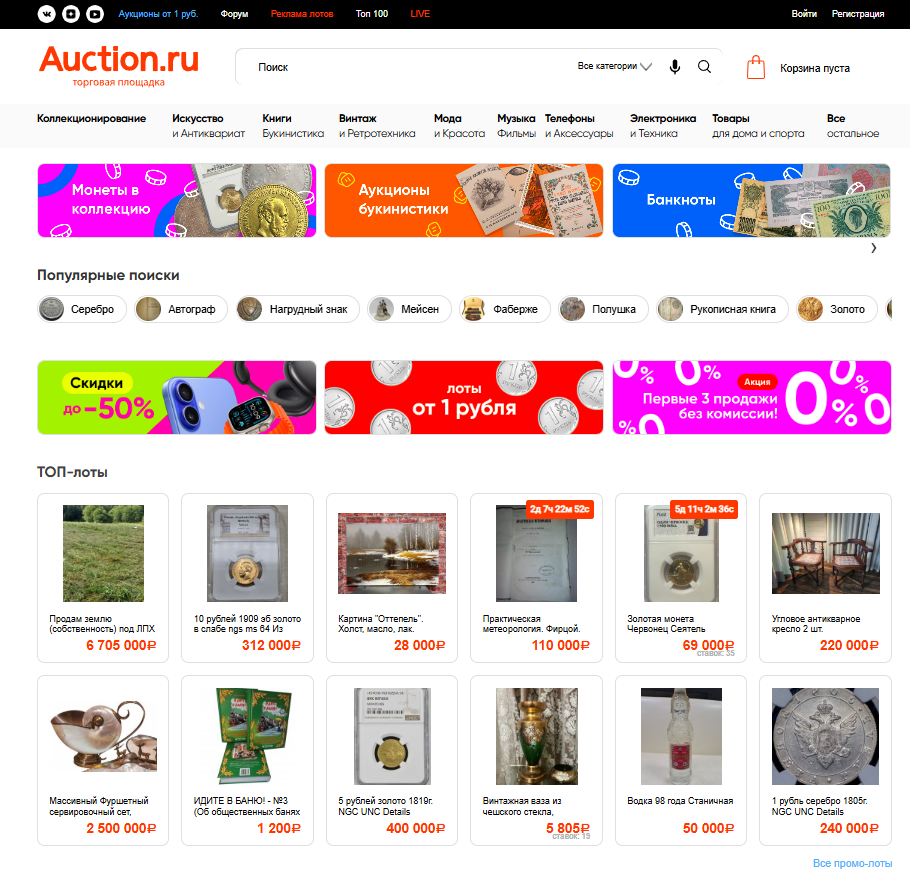 Аукционы от 1 руб. Форум Реклама лотов Топ 100 LIVE Войти Регистрация
Auction.ru
торговая площадка
Поиск Все категории Корзина пуста
Коллекционирование Искусство Книги Винтаж Мода Музыка Телефоны Электроника Товары Все
и Антиквариат Букинистика и Ретротехника и Красота Фильмы и Аксессуары и Техника для дома и спорта остальное
Монеты в
коллекцию
Аукционы
букинистики
Банкноты
Популярные поиски
Серебро Автограф Нагрудный знак Мейсен Фаберже Полушка Рукописная книга Золото
Скидки
до -50%
лоты
от 1 рубля
Акция
Первые 3 продажи
без комиссии!
0%
0%
0%
0%
ТОП-лоты
2д 7ч 22м 52с
5д 11ч 2м 36с
Продам землю
(собственность) под ЛПХ
6 705 000₽
10 рублей 1909 эб золото
в слабе ngs ms 64 Из
312 000₽
Картина "Оттепель".
Холст, масло, лак.
28 000₽
Практическая
метеорология. Фирцой.
110 000₽
Золотая монета
Червонец Сеятель
69 000₽
ставок: 35
Угловое антикварное
кресло 2 шт.
220 000₽
Массивный Фуршетный
сервировочный сет,
2 500 000₽
ИДИТЕ В БАНЮ! - №3
(Об общественных банях
1 200₽
5 рублей золото 1819г.
NGC UNC Details
400 000₽
Винтажная ваза из
чешского стекла,
5 805₽
ставок: 19
Водка 98 года Станичная
50 000₽
1 рубль серебро 1805г.
NGC UNC Details
240 000₽
Все промо-лоты